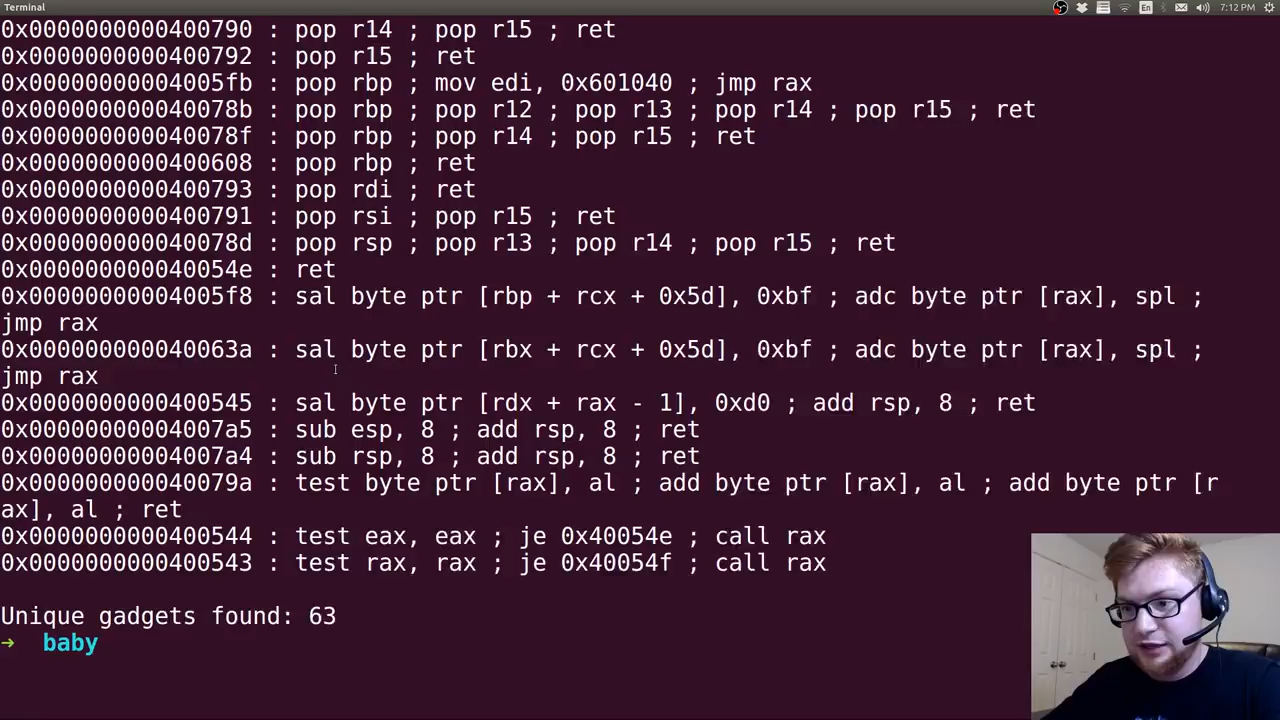 Terminal
En
7:12 PM
0x0000000000400790 : pop r14 ; pop r15 ; ret
0x0000000000400792 : pop r15 ; ret
0x00000000004005fb : pop rbp ; mov edi, 0x601040 ; jmp rax
0x000000000040078b : pop rbp ; pop r12 ; pop r13 ; pop r14 ; pop r15 ; ret
0x000000000040078f : pop rbp ; pop r14 ; pop r15 ; ret
0x0000000000400608 : pop rbp ; ret
0x0000000000400793 : pop rdi ; ret
0x0000000000400791 : pop rsi ; pop r15 ; ret
0x000000000040078d : pop rsp ; pop r13 ; pop r14 ; pop r15 ; ret
0x000000000040054e : ret
0x00000000004005f8 : sal byte ptr [rbp + rcx + 0x5d], 0xbf ; adc byte ptr [rax], spl ;
jmp rax
0x000000000040063a : sal byte ptr [rbx + rcx + 0x5d], 0xbf ; adc byte ptr [rax], spl ;
jmp rax
0x0000000000400545 : sal byte ptr [rdx + rax - 1], 0xd0 ; add rsp, 8 ; ret
0x00000000004007a5 : sub esp, 8 ; add rsp, 8 ; ret
0x00000000004007a4 : sub rsp, 8 ; add rsp, 8 ; ret
0x000000000040079a : test byte ptr [rax], al ; add byte ptr [rax], al ; add byte ptr [r
ax], al ; ret
0x0000000000400544 : test eax, eax ; je 0x40054e ; call rax
0x0000000000400543 : test rax, rax ; je 0x40054f ; call rax
Unique gadgets found: 63
→ baby